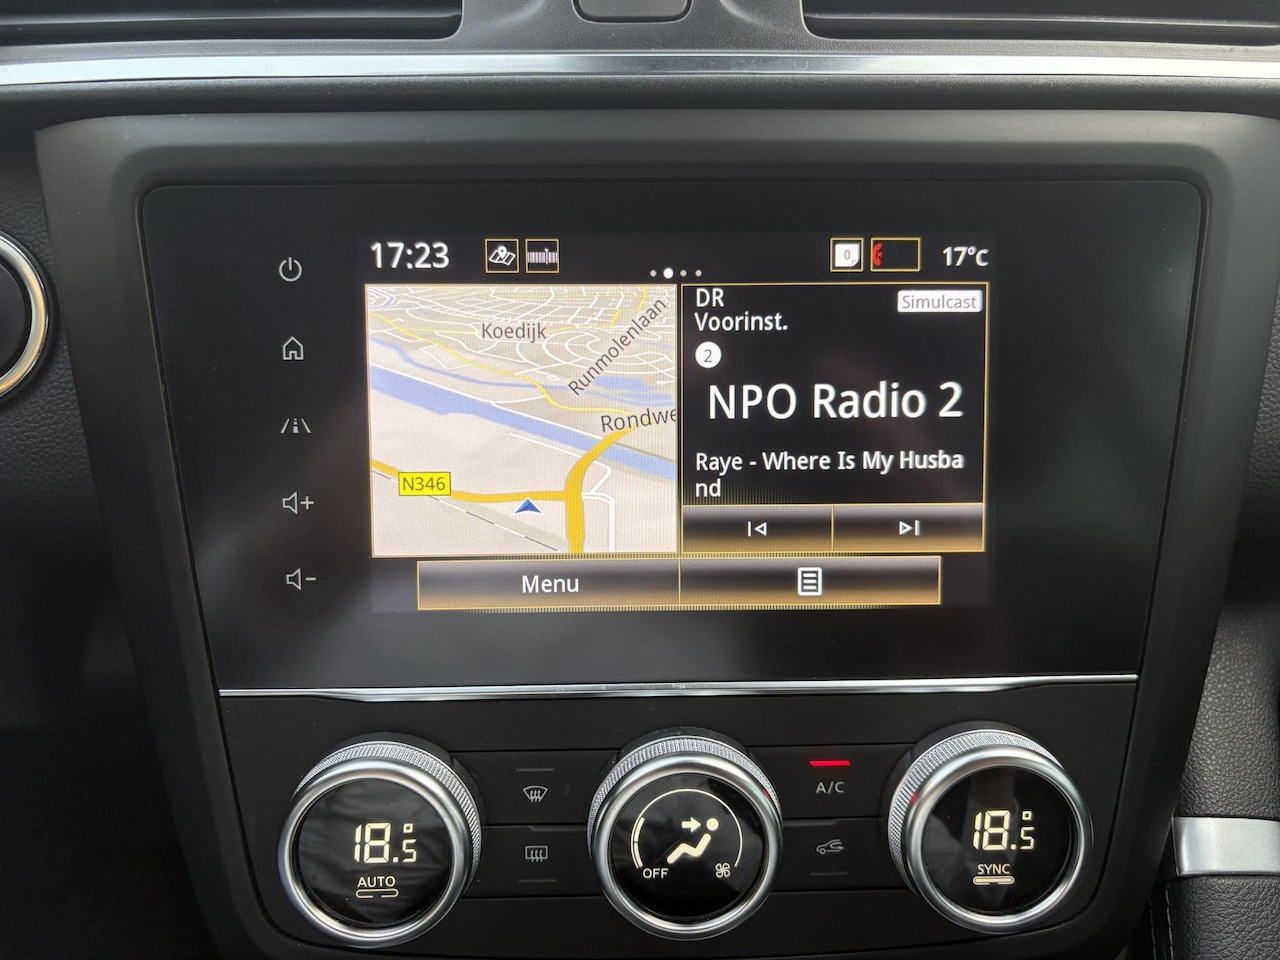 17:23
0
17°C
Koedijk
Runmolenlaan
Rondwe
N346
DR
Simulcast
Voorinst.
2
NPO Radio 2
Raye - Where Is My Husba
nd
Menu
A/C
18.5°
AUTO
OFF
18.5°
SYNC